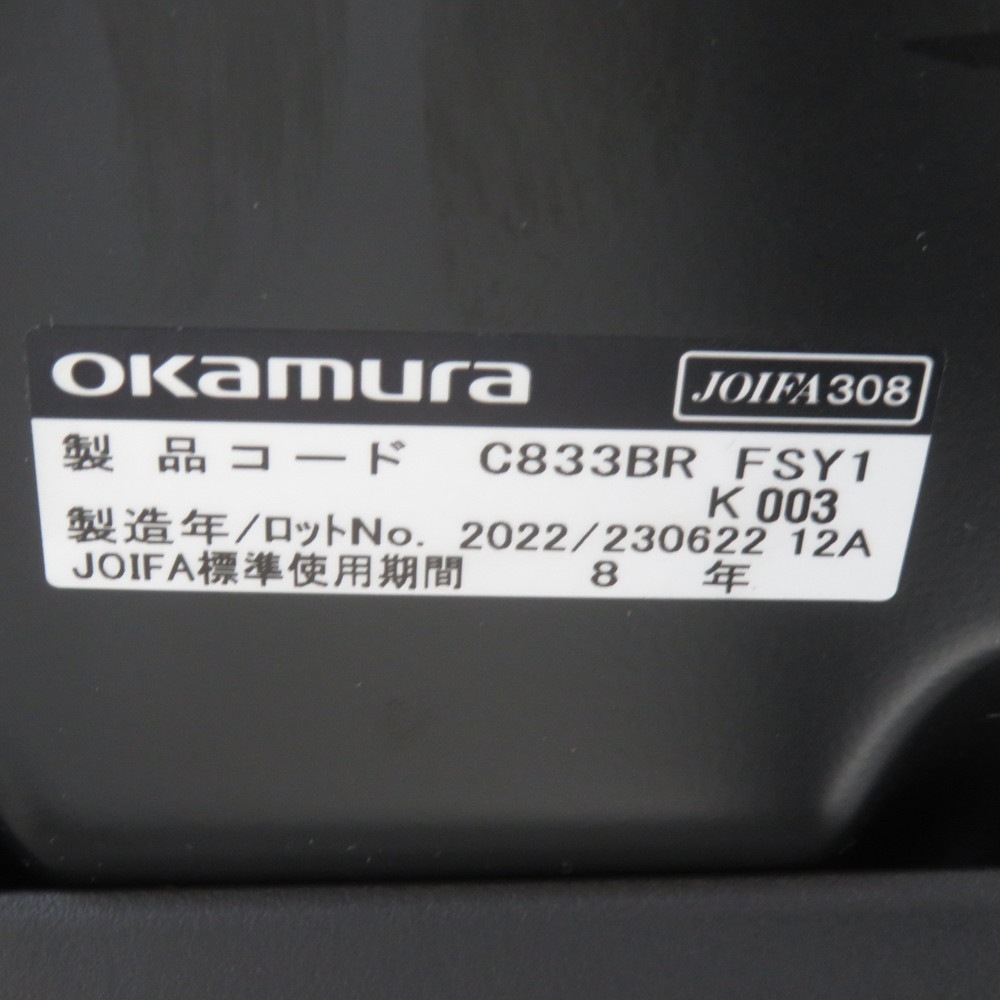 okamura JOIFA308
製品コード C833BR FSY1
K 003
製造年/ロットNo. 2022/230622 12A
JOIFA標準使用期間 8 年